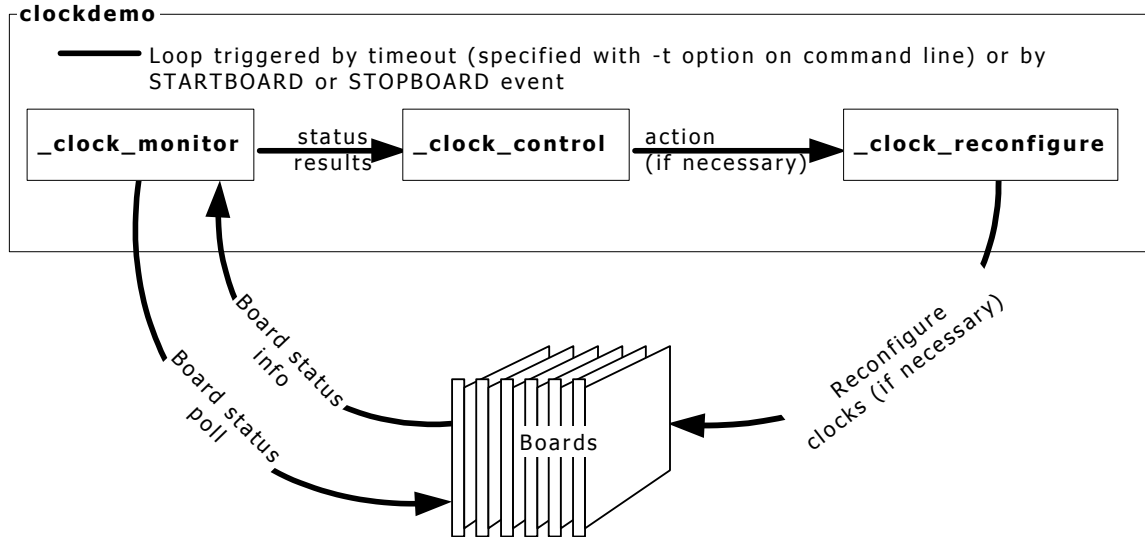 clockdemo
Loop triggered by timeout (specified with -t option on command line) or by
STARTBOARD or STOPBOARD event
_clock_monitor
status
results
_clock_control
action
(if necessary)
_clock_reconfigure
Board status
info
Board status
poll
Boards
Reconfigure
clocks (if necessary)